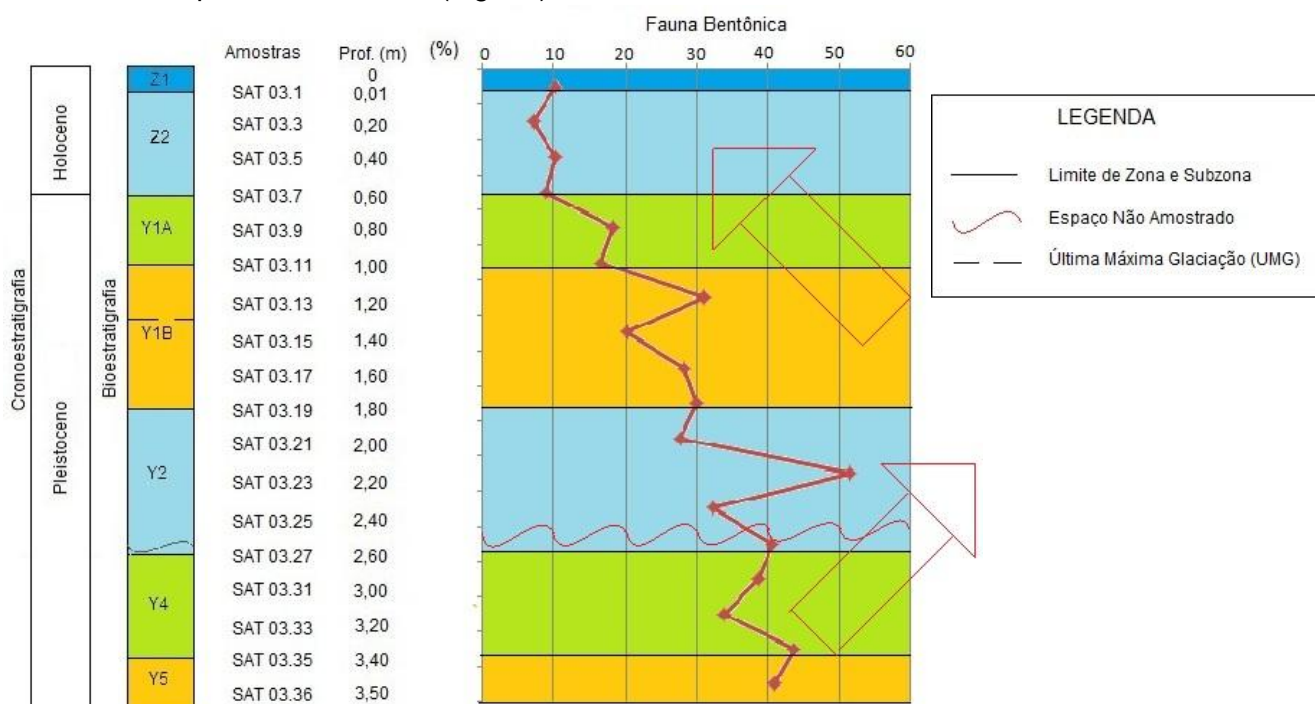 Fauna Bentônica
Amostras Prof. (m) (%) 0 10 20 30 40 50 60
Cronoestratigrafia
Holoceno
Pleistoceno
Bioestratigrafia
Z1
Z2
Y1A
Y1B
Y2
Y4
Y5
0
SAT 03.1 0,01
SAT 03.3 0,20
SAT 03.5 0,40
SAT 03.7 0,60
SAT 03.9 0,80
SAT 03.11 1,00
SAT 03.13 1,20
SAT 03.15 1,40
SAT 03.17 1,60
SAT 03.19 1,80
SAT 03.21 2,00
SAT 03.23 2,20
SAT 03.25 2,40
SAT 03.27 2,60
SAT 03.31 3,00
SAT 03.33 3,20
SAT 03.35 3,40
SAT 03.36 3,50
LEGENDA
Limite de Zona e Subzona
Espaço Não Amostrado
Última Máxima Glaciação (UMG)